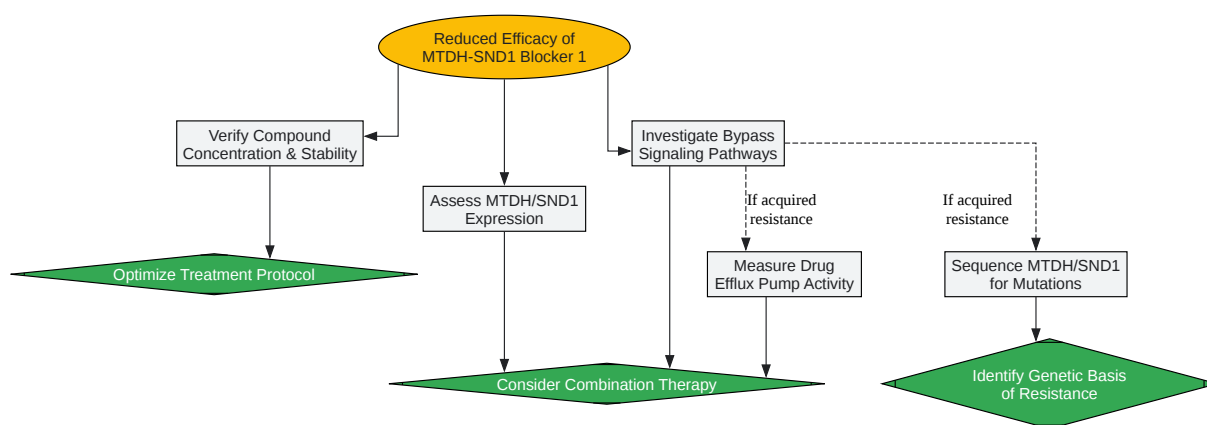 Reduced Efficacy of
MTDH-SND1 Blocker 1
Verify Compound
Concentration & Stability
Investigate Bypass
Signaling Pathways
Assess MTDH/SND1
Expression
If acquired
resistance
If acquired
resistance
Optimize Treatment Protocol
Measure Drug
Efflux Pump Activity
Sequence MTDH/SND1
for Mutations
Consider Combination Therapy
Identify Genetic Basis
of Resistance